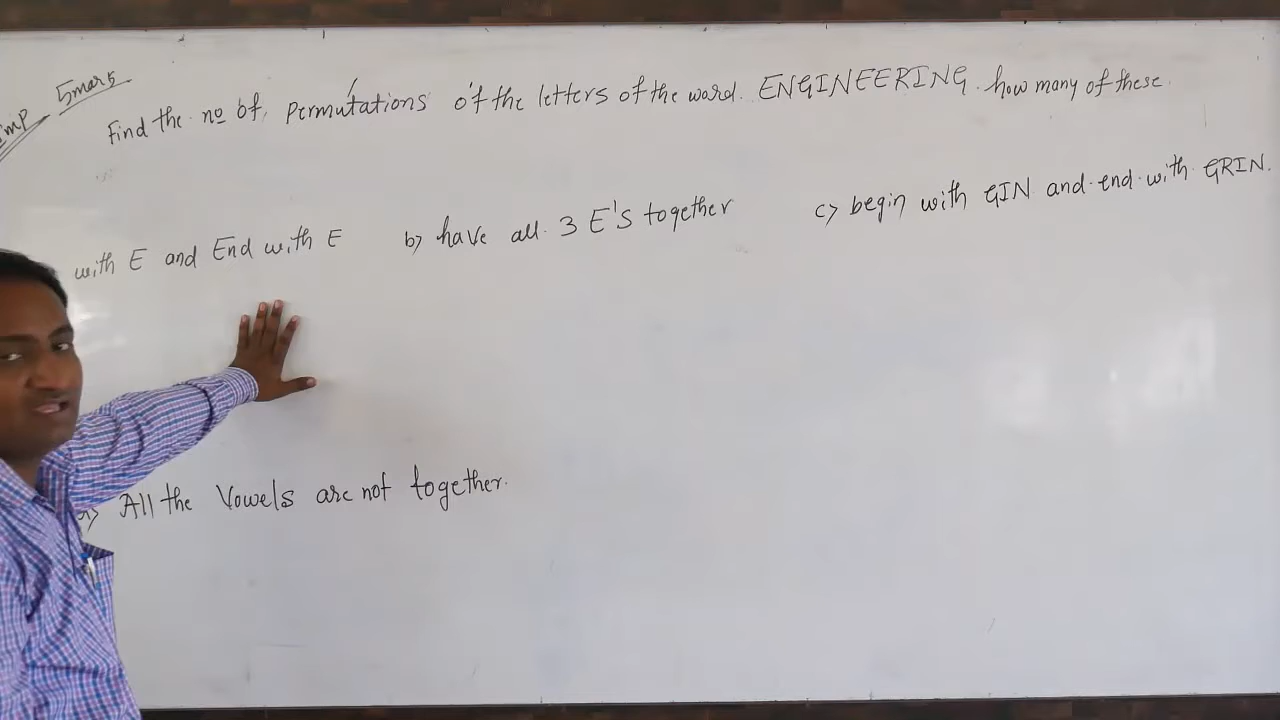 Imp 5mars
Find the no of permutations of the letters of the word ENGINEERING. how many of these.
with E and End with E b) have all 3 E's together c) begin with GIN and end with GRIN.
All the Vowels are not together.